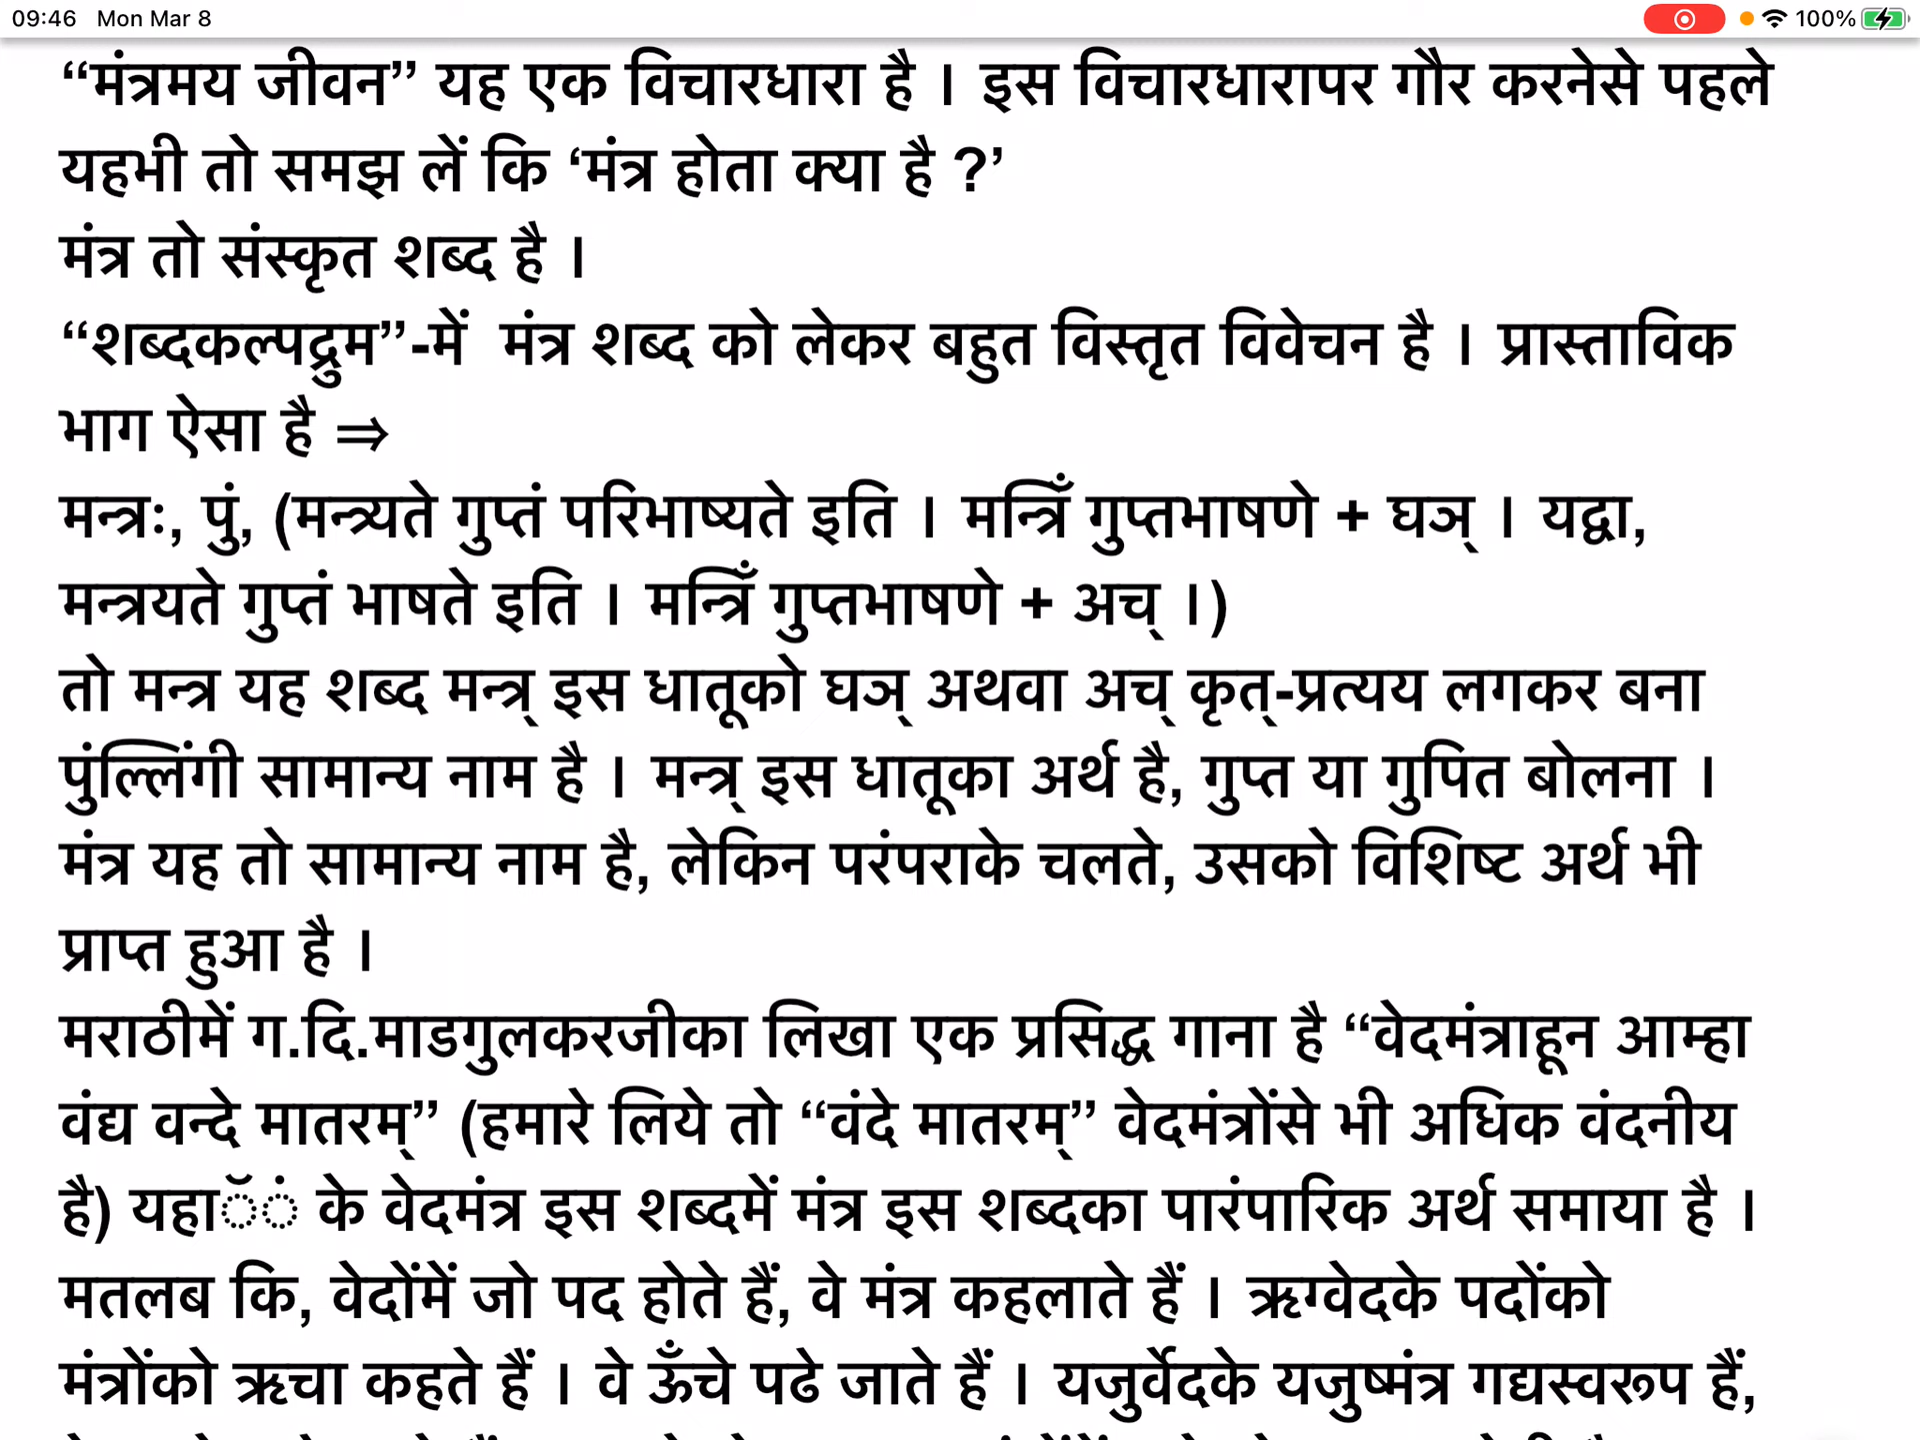 09:46 Mon Mar 8 100%
“मंत्रमय जीवन” यह एक विचारधारा है । इस विचारधारापर गौर करनेसे पहले
यहभी तो समझ लें कि ‘मंत्र होता क्या है ?’
मंत्र तो संस्कृत शब्द है ।
“शब्दकल्पद्रुम”-में मंत्र शब्द को लेकर बहुत विस्तृत विवेचन है । प्रास्ताविक
भाग ऐसा है ⇒
मन्त्रः, पुं, (मन्त्र्यते गुप्तं परिभाष्यते इति । मन्त्रिँ गुप्तभाषणे + घञ् । यद्वा,
मन्त्रयते गुप्तं भाषते इति । मन्त्रिँ गुप्तभाषणे + अच् ।)
तो मन्त्र यह शब्द मन्त्र् इस धातूको घञ् अथवा अच् कृत्-प्रत्यय लगकर बना
पुंल्लिंगी सामान्य नाम है । मन्त्र् इस धातूका अर्थ है, गुप्त या गुपित बोलना ।
मंत्र यह तो सामान्य नाम है, लेकिन परंपराके चलते, उसको विशिष्ट अर्थ भी
प्राप्त हुआ है ।
मराठीमें ग.दि.माडगुलकरजीका लिखा एक प्रसिद्ध गाना है “वेदमंत्राहून आम्हा
वंद्य वन्दे मातरम्” (हमारे लिये तो “वंदे मातरम्” वेदमंत्रोंसे भी अधिक वंदनीय
है) यहाॅं के वेदमंत्र इस शब्दमें मंत्र इस शब्दका पारंपारिक अर्थ समाया है ।
मतलब कि, वेदोंमें जो पद होते हैं, वे मंत्र कहलाते हैं । ऋग्वेदके पदोंको
मंत्रोंको ऋचा कहते हैं । वे ऊँचे पढे जाते हैं । यजुर्वेदके यजुष्मंत्र गद्यस्वरूप हैं,